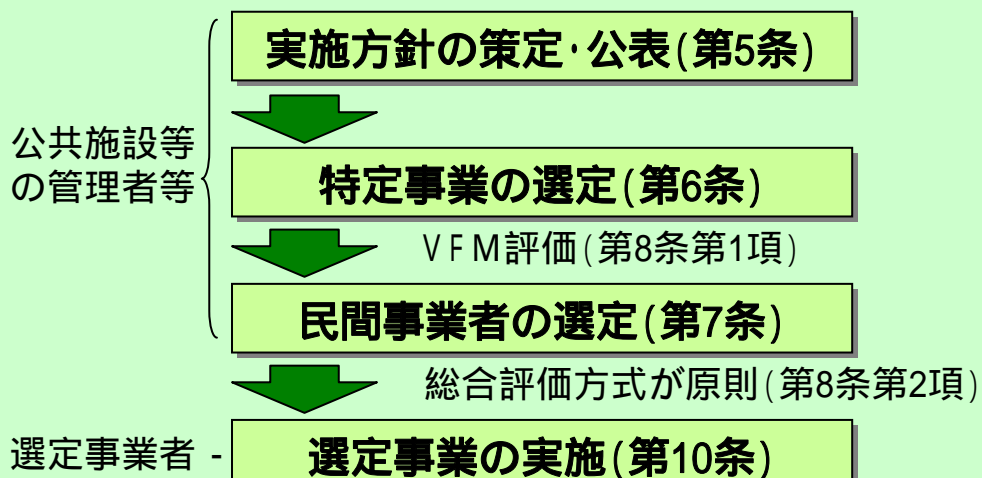 実施方針の策定・公表(第5条)
公共施設等
の管理者等
特定事業の選定(第6条)
VFM評価(第8条第1項)
民間事業者の選定(第7条)
総合評価方式が原則(第8条第2項)
選定事業者 -
選定事業の実施(第10条)